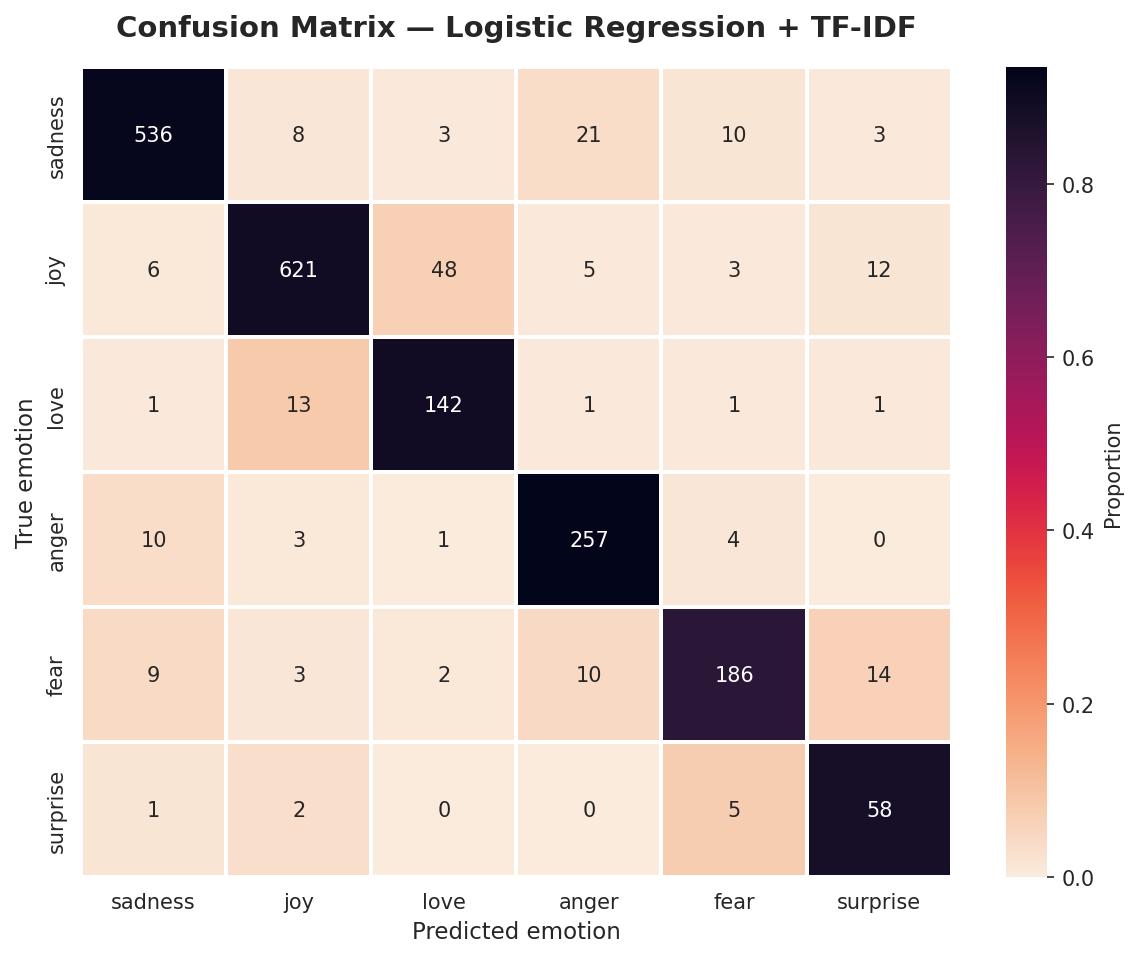 Confusion Matrix — Logistic Regression + TF-IDF
True emotion
sadness 536 8 3 21 10 3
joy 6 621 48 5 3 12
love 1 13 142 1 1 1
anger 10 3 1 257 4 0
fear 9 3 2 10 186 14
surprise 1 2 0 0 5 58
sadness joy love anger fear surprise
Predicted emotion
0.8
0.6
0.4
0.2
0.0
Proportion